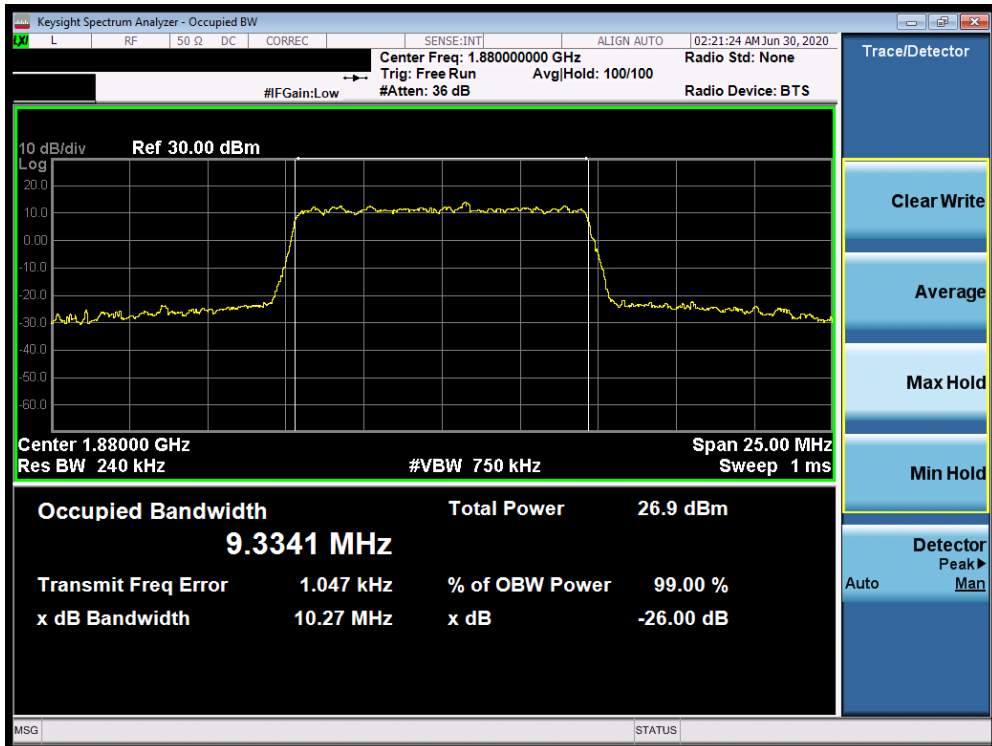 Keysight Spectrum Analyzer - Occupied BW
LXI L RF 50 Ω DC CORREC SENSE:INT ALIGN AUTO 02:21:24 AM Jun 30, 2020
Center Freq: 1.880000000 GHz Radio Std: None
Trig: Free Run Avg|Hold: 100/100
#IFGain:Low #Atten: 36 dB Radio Device: BTS
Trace/Detector
10 dB/div Ref 30.00 dBm
Log
20.0
10.0
0.00
-10.0
-20.0
-30.0
-40.0
-50.0
-60.0
Center 1.88000 GHz Span 25.00 MHz
Res BW 240 kHz #VBW 750 kHz Sweep 1 ms
Occupied Bandwidth Total Power 26.9 dBm
9.3341 MHz
Transmit Freq Error 1.047 kHz % of OBW Power 99.00 %
x dB Bandwidth 10.27 MHz x dB -26.00 dB
Clear Write
Average
Max Hold
Min Hold
Detector
Peak▶
Auto Man
MSG STATUS